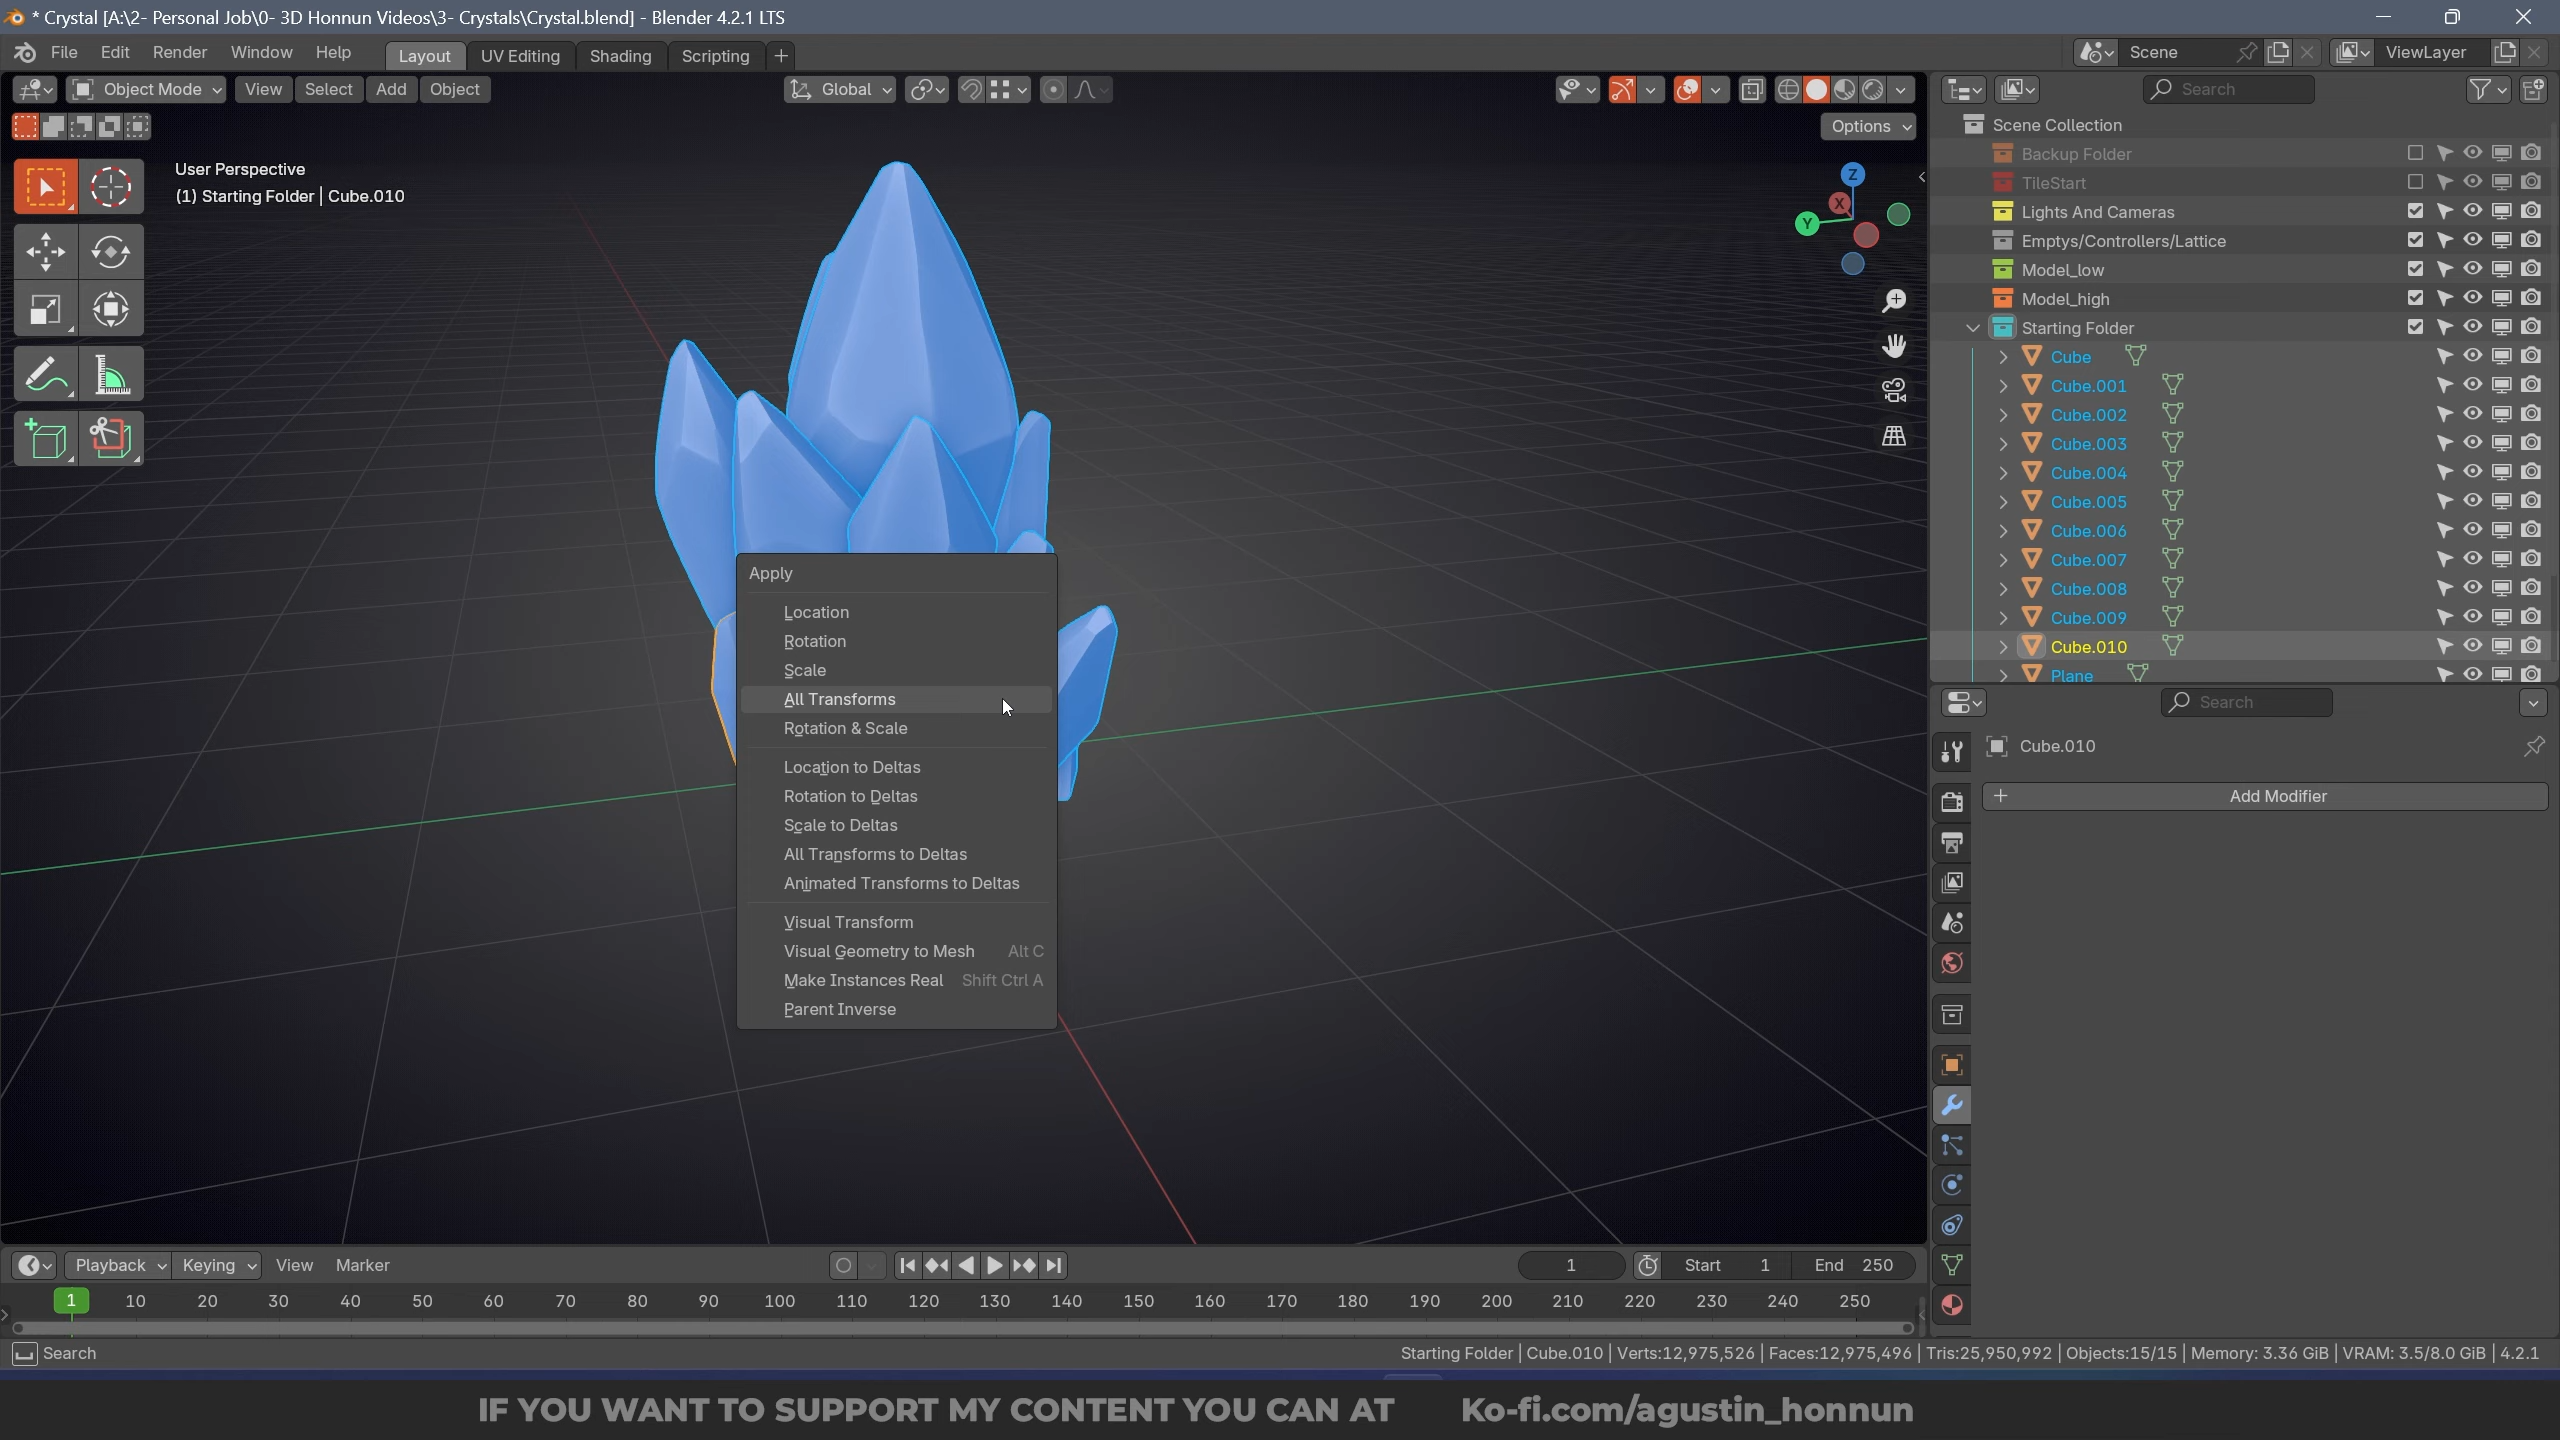 * Crystal [A:\2- Personal Job\0- 3D Honnun Videos\3- Crystals\Crystal.blend] - Blender 4.2.1 LTS
File Edit Render Window Help Layout UV Editing Shading Scripting + Scene ViewLayer
Object Mode View Select Add Object Global Search
Options
User Perspective
(1) Starting Folder | Cube.010
Z
X
Y
Scene Collection
Backup Folder
TileStart
Lights And Cameras
Emptys/Controllers/Lattice
Model_low
Model_high
Starting Folder
Cube
Cube.001
Cube.002
Cube.003
Cube.004
Cube.005
Cube.006
Cube.007
Cube.008
Cube.009
Cube.010
Plane
Apply
Location
Rotation
Scale
All Transforms
Rotation & Scale
Location to Deltas
Rotation to Deltas
Scale to Deltas
All Transforms to Deltas
Animated Transforms to Deltas
Visual Transform
Visual Geometry to Mesh Alt C
Make Instances Real Shift Ctrl A
Parent Inverse
Search
Cube.010
+ Add Modifier
Playback Keying View Marker 1 Start 1 End 250
1 10 20 30 40 50 60 70 80 90 100 110 120 130 140 150 160 170 180 190 200 210 220 230 240 250
Search
Starting Folder | Cube.010 | Verts:12,975,526 | Faces:12,975,496 | Tris:25,950,992 | Objects:15/15 | Memory: 3.36 GiB | VRAM: 3.5/8.0 GiB | 4.2.1
IF YOU WANT TO SUPPORT MY CONTENT YOU CAN AT Ko-fi.com/agustin_honnun